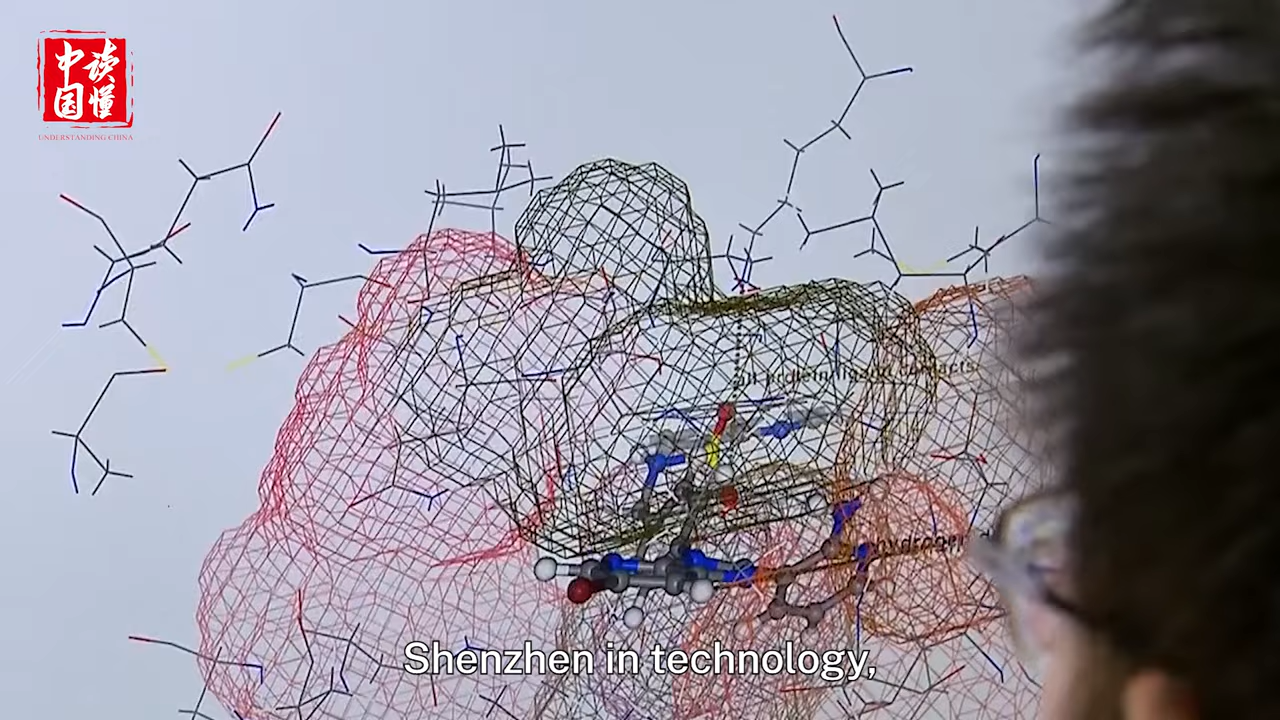 读懂
中国
UNDERSTANDING CHINA
Shenzhen in technology,